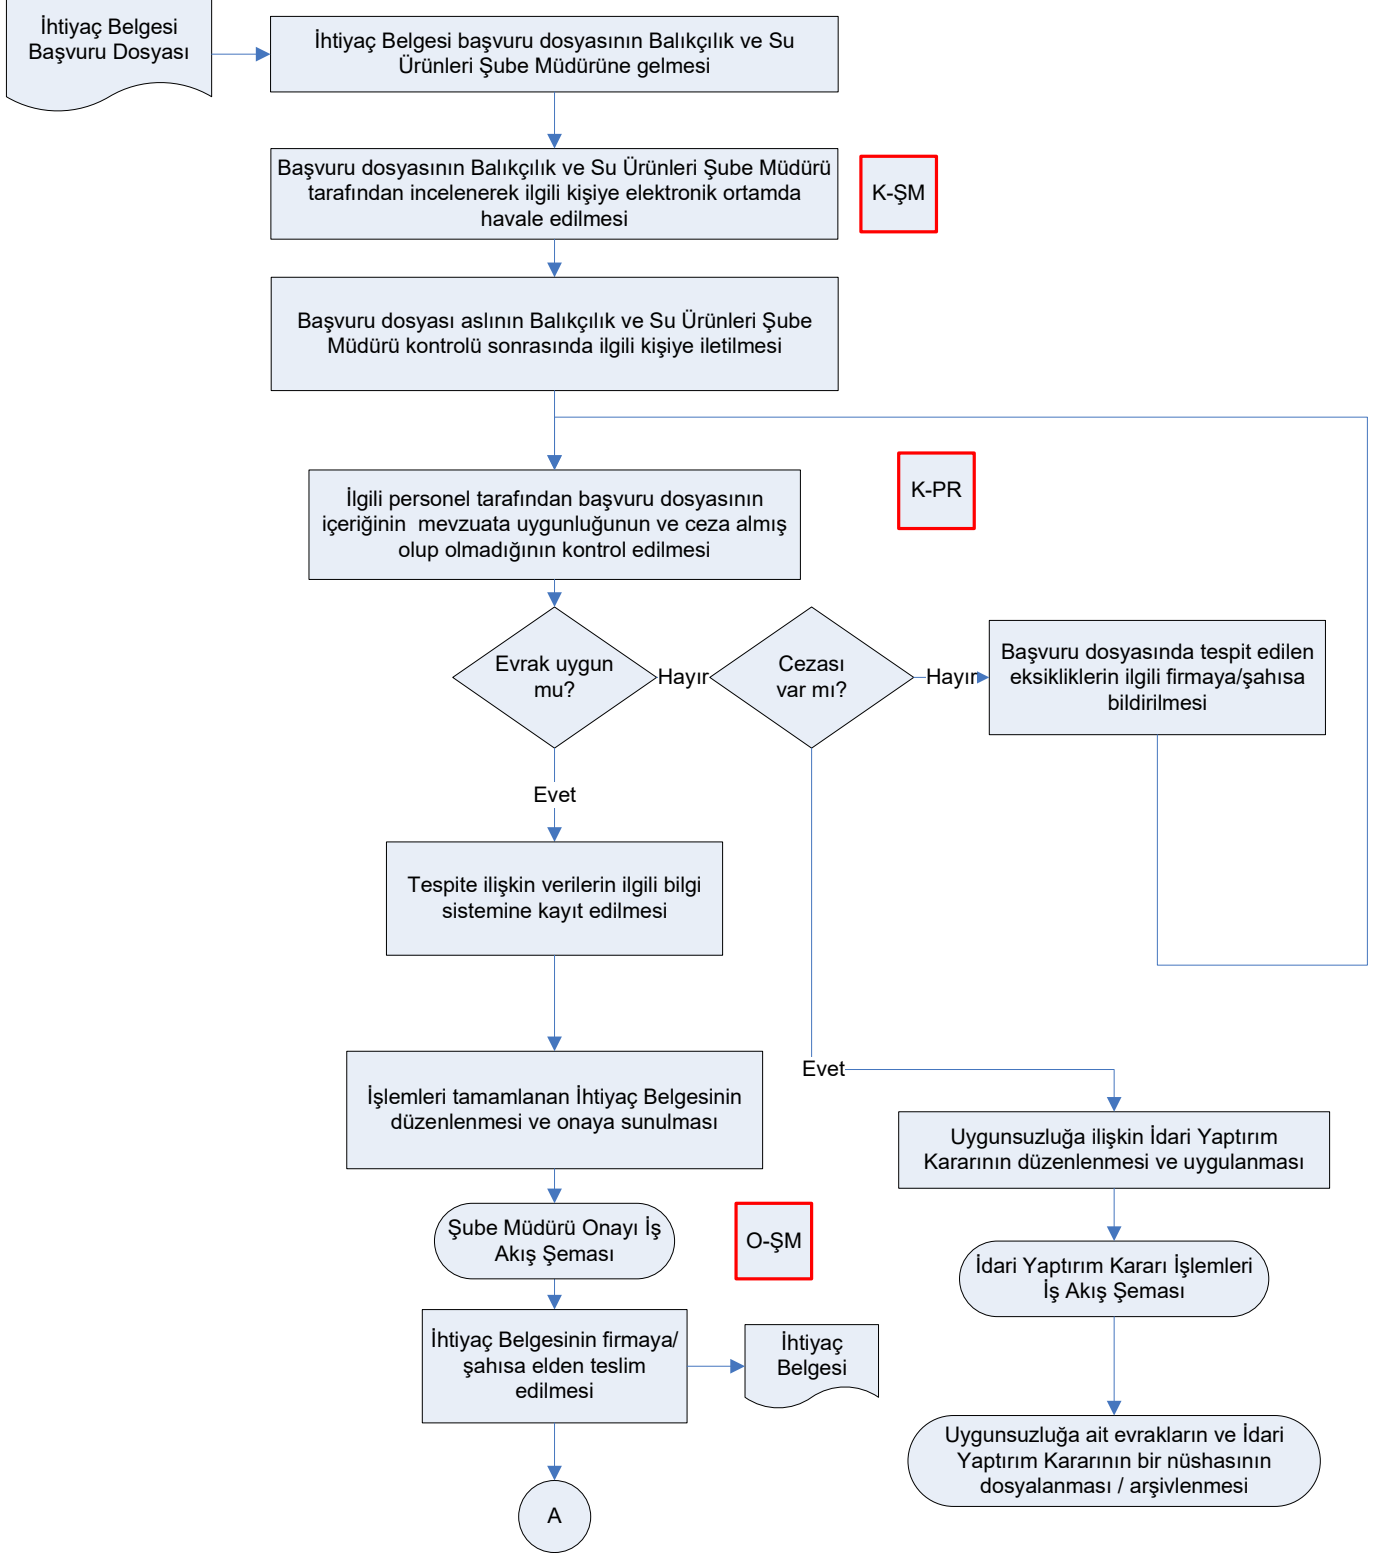 İhtiyaç Belgesi
Başvuru Dosyası
İhtiyaç Belgesi başvuru dosyasının Balıkçılık ve Su
Ürünleri Şube Müdürüne gelmesi
Başvuru dosyasının Balıkçılık ve Su Ürünleri Şube Müdürü
tarafından incelenerek ilgili kişiye elektronik ortamda
havale edilmesi
K-ŞM
Başvuru dosyası aslının Balıkçılık ve Su Ürünleri Şube
Müdürü kontrolü sonrasında ilgili kişiye iletilmesi
İlgili personel tarafından başvuru dosyasının
içeriğinin  mevzuata uygunluğunun ve ceza almış
olup olmadığının kontrol edilmesi
K-PR
Evrak uygun
mu?
Hayır
Cezası
var mı?
Hayır
Başvuru dosyasında tespit edilen
eksikliklerin ilgili firmaya/şahısa
bildirilmesi
Evet
Tespite ilişkin verilerin ilgili bilgi
sistemine kayıt edilmesi
Evet
İşlemleri tamamlanan İhtiyaç Belgesinin
düzenlenmesi ve onaya sunulması
Uygunsuzluğa ilişkin İdari Yaptırım
Kararının düzenlenmesi ve uygulanması
Şube Müdürü Onayı İş
Akış Şeması
O-ŞM
İdari Yaptırım Kararı İşlemleri
İş Akış Şeması
İhtiyaç Belgesinin firmaya/
şahısa elden teslim
edilmesi
İhtiyaç
Belgesi
Uygunsuzluğa ait evrakların ve İdari
Yaptırım Kararının bir nüshasının
dosyalanması / arşivlenmesi
A